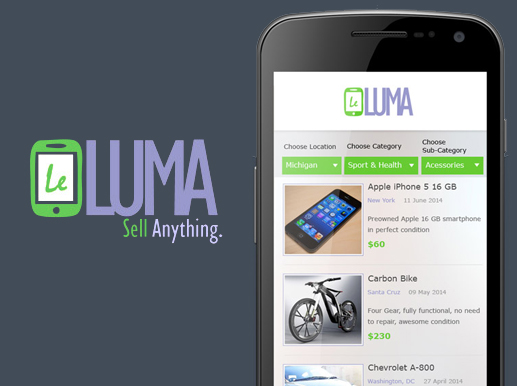 Le LUMA
Sell Anything.
Le LUMA
Choose Location
Choose Category
Choose
Sub-Category
Michigan
Sport & Health
Acessories
Apple iPhone 5 16 GB
New York 11 June 2014
Preowned Apple 16 GB smartphone
in perfect condition
$60
Carbon Bike
Santa Cruz 09 May 2014
Four Gear, fully functional, no need
to repair, awesome condition
$230
Chevrolet A-800
Washington, DC 27 April 2014